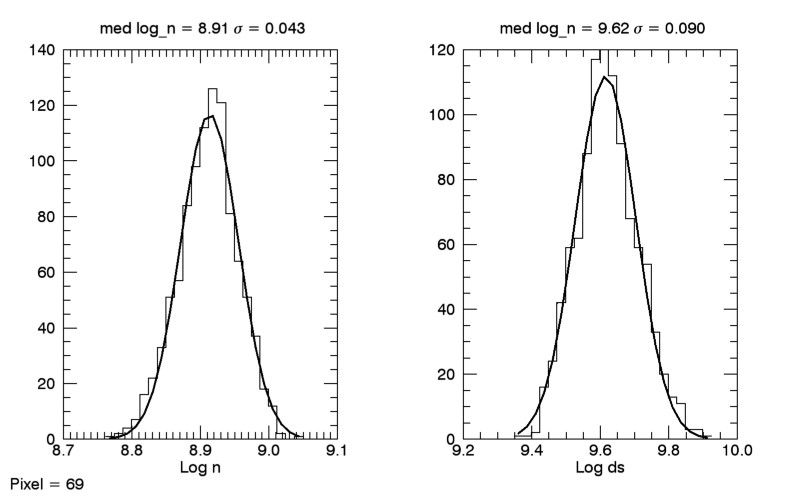 med log_n = 8.91 σ = 0.043
140
120
100
80
60
40
20
0
8.7 8.8 8.9 9.0 9.1
Log n
med log_n = 9.62 σ = 0.090
120
100
80
60
40
20
0
9.2 9.4 9.6 9.8 10.0
Log ds
Pixel = 69